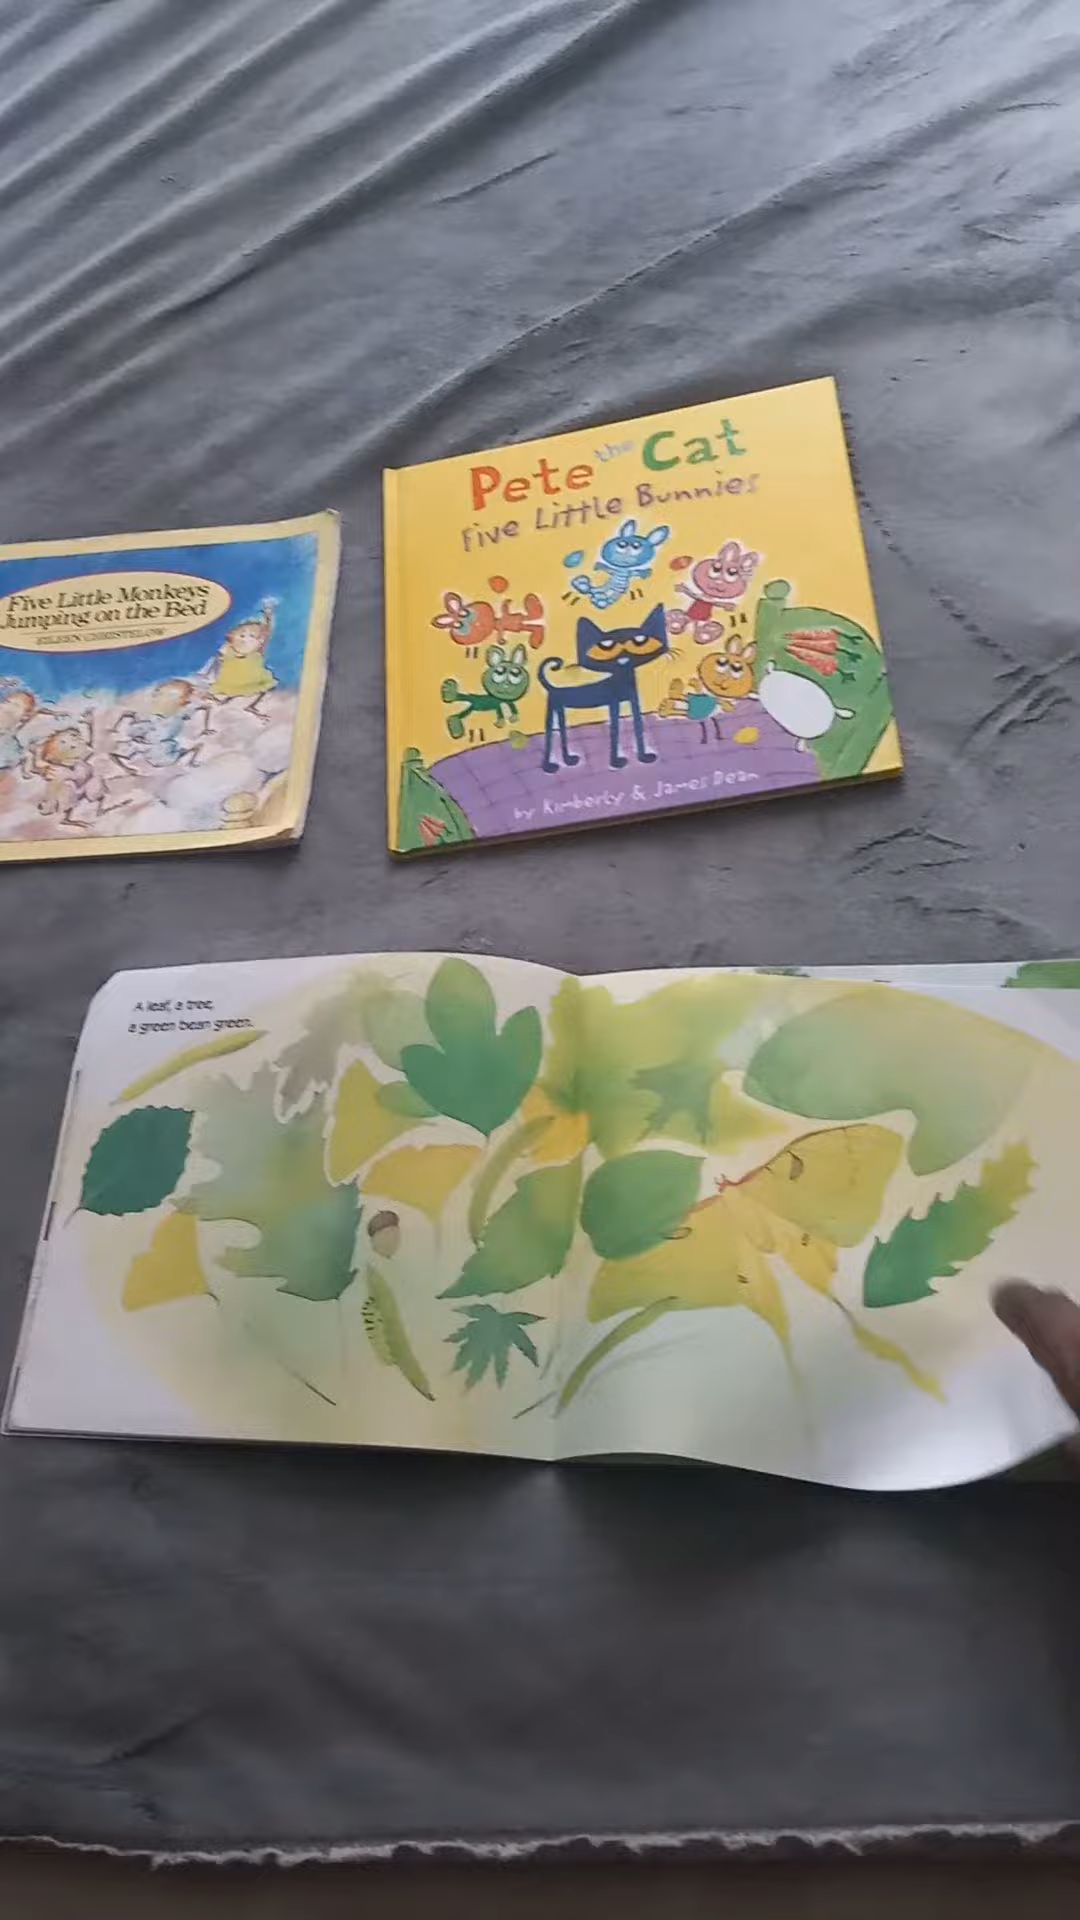 Five Little Monkeys
Jumping on the Bed
EILEEN CHRISTELOW
Pete the Cat
Five Little Bunnies
by Kimberly & James Dean
A leaf, a tree,
a green bean green.